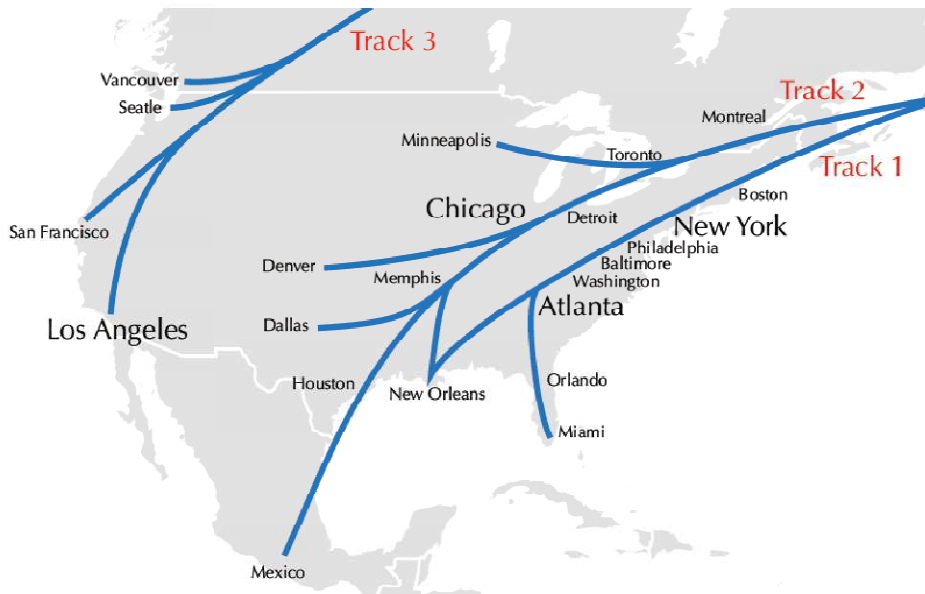 Track 3
Vancouver
Seatle
Track 2
Montreal
Minneapolis
Toronto
Track 1
Boston
Chicago
Detroit
New York
San Francisco
Philadelphia
Denver
Baltimore
Memphis
Washington
Atlanta
Los Angeles
Dallas
Houston
Orlando
New Orleans
Miami
Mexico